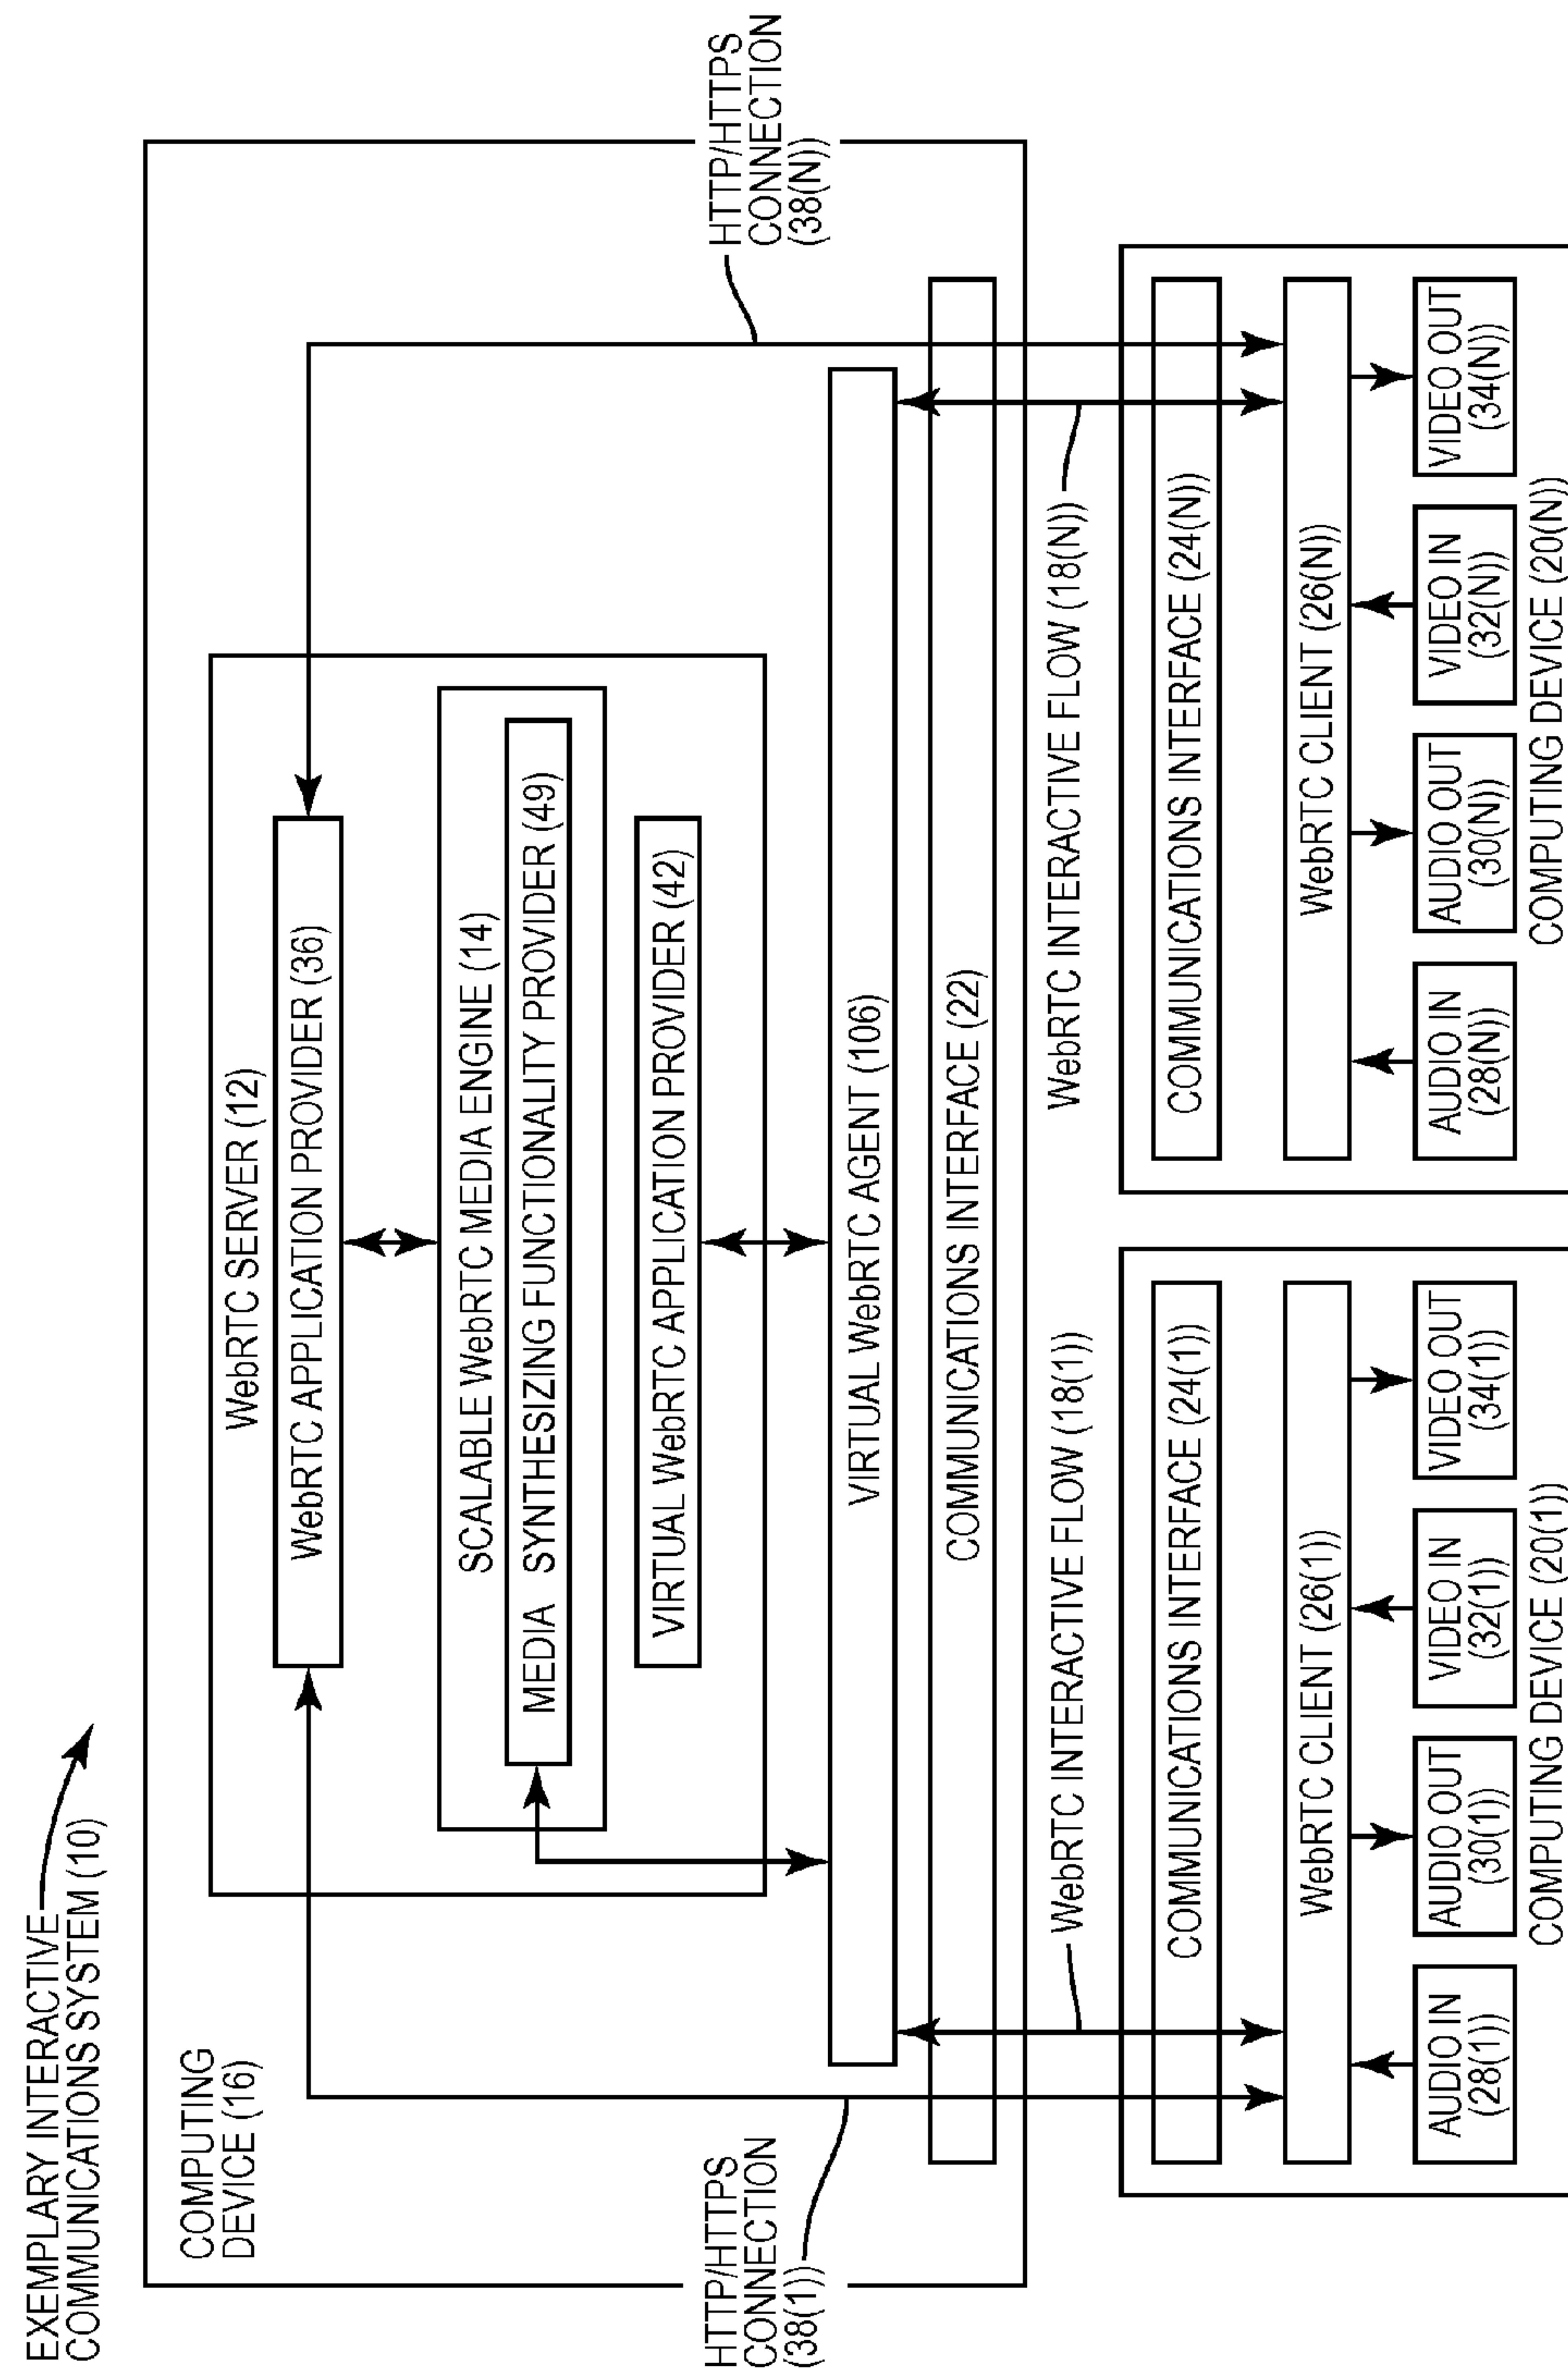 EXEMPLARY INTERACTIVE
COMMUNICATIONS SYSTEM (10)
COMPUTING
DEVICE (16)
WebRTC SERVER (12)
WebRTC APPLICATION PROVIDER (36)
SCALABLE WebRTC MEDIA ENGINE (14)
MEDIA SYNTHESIZING FUNCTIONALITY PROVIDER (49)
VIRTUAL WebRTC APPLICATION PROVIDER (42)
HTTP/HTTPS
CONNECTION
(38(1))
HTTP/HTTPS
CONNECTION
(38(N))
VIRTUAL WebRTC AGENT (106)
COMMUNICATIONS INTERFACE (22)
WebRTC INTERACTIVE FLOW (18(1))
WebRTC INTERACTIVE FLOW (18(N))
COMMUNICATIONS INTERFACE (24(1))
WebRTC CLIENT (26(1))
AUDIO IN
(28(1))
AUDIO OUT
(30(1))
VIDEO IN
(32(1))
VIDEO OUT
(34(1))
COMPUTING DEVICE (20(1))
COMMUNICATIONS INTERFACE (24(N))
WebRTC CLIENT (26(N))
AUDIO IN
(28(N))
AUDIO OUT
(30(N))
VIDEO IN
(32(N))
VIDEO OUT
(34(N))
COMPUTING DEVICE (20(N))